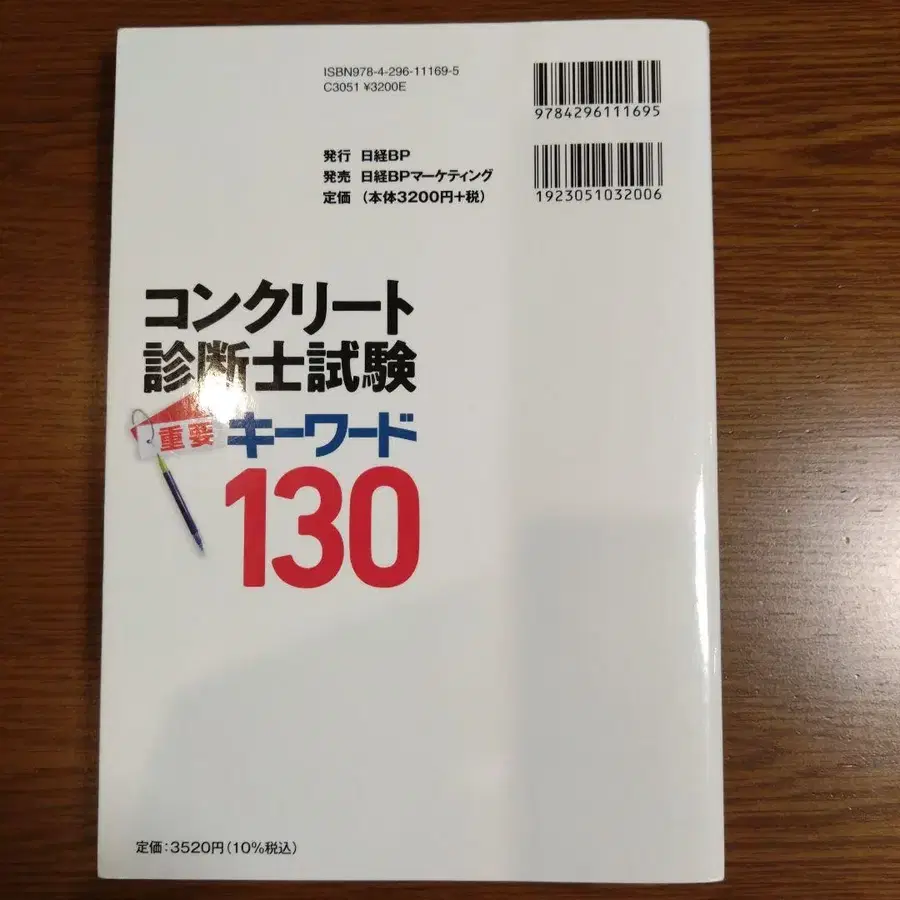 ISBN978-4-296-11169-5
C3051 ¥3200E
9784296111695
発行 日経BP
発売 日経BPマーケティング
定価 (本体3200円+税)
1923051032006
コンクリート
診断士試験
重要 キーワード
130
定価:3520円(10%税込)